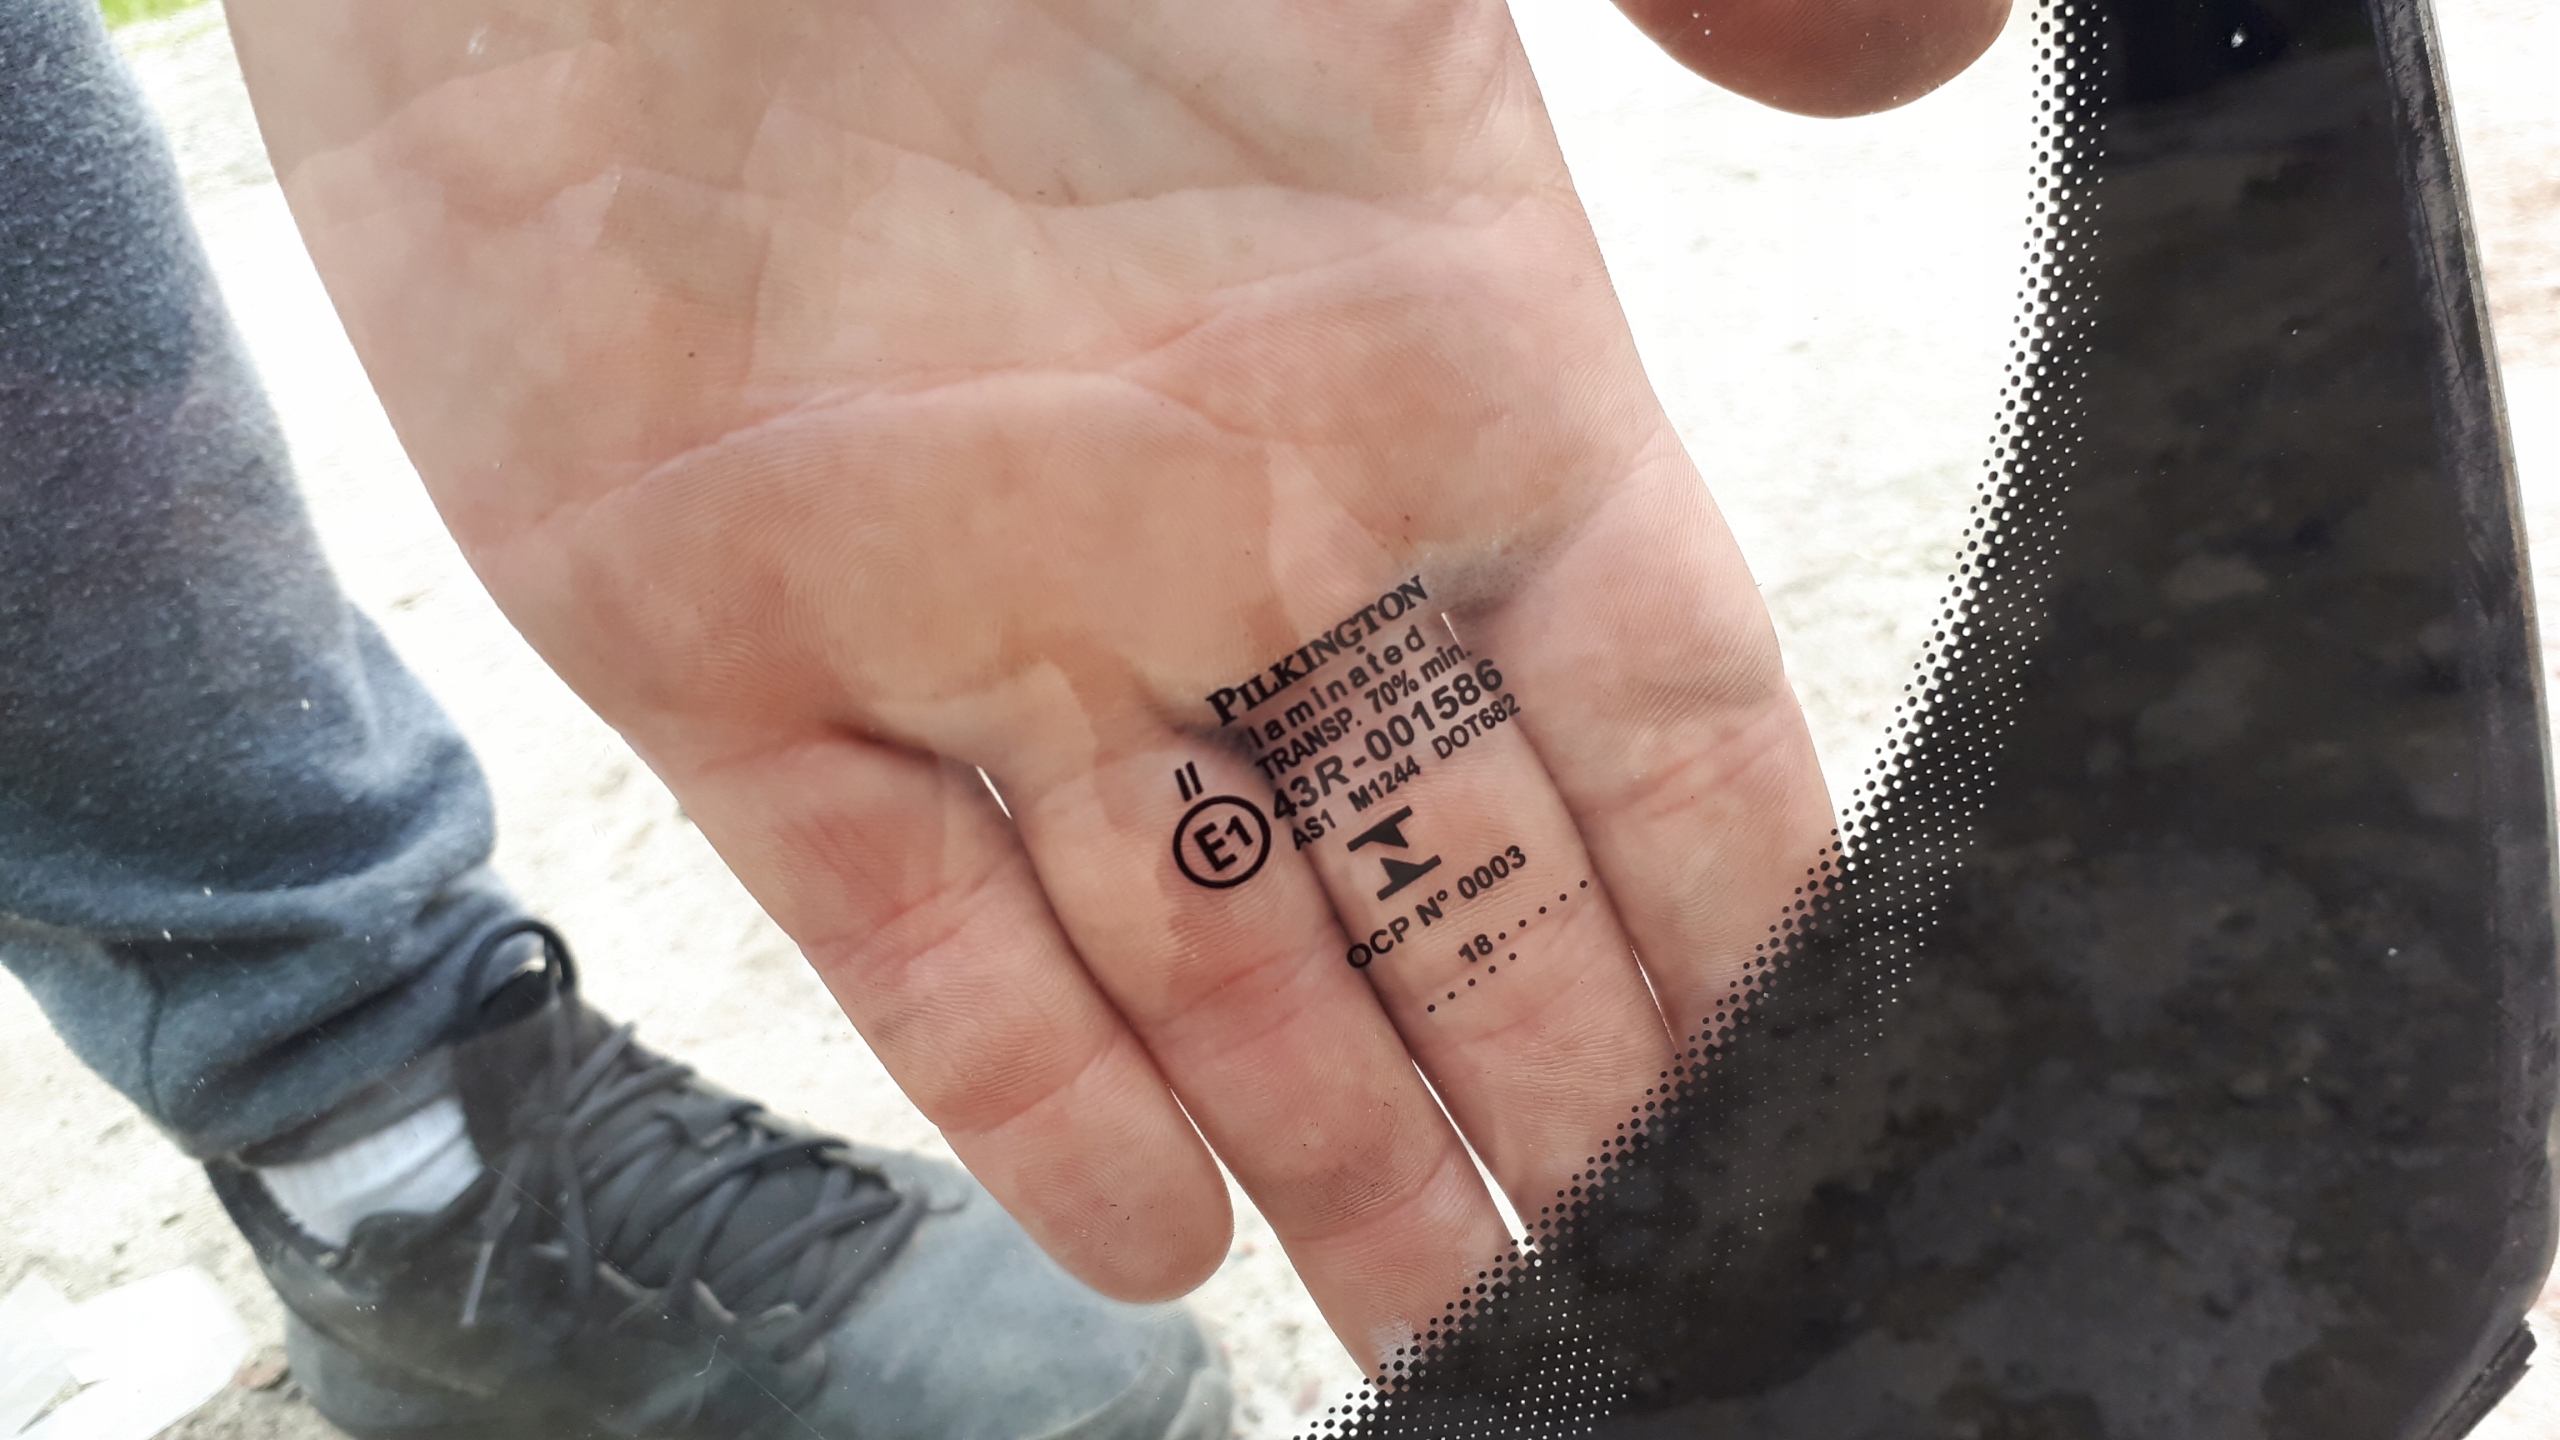 PILKINGTON
laminated
TRANSP. 70% min.
II
E1 43R-001586
AS1 M1244 DOT682
OCP N° 0003
.......
18....
.......